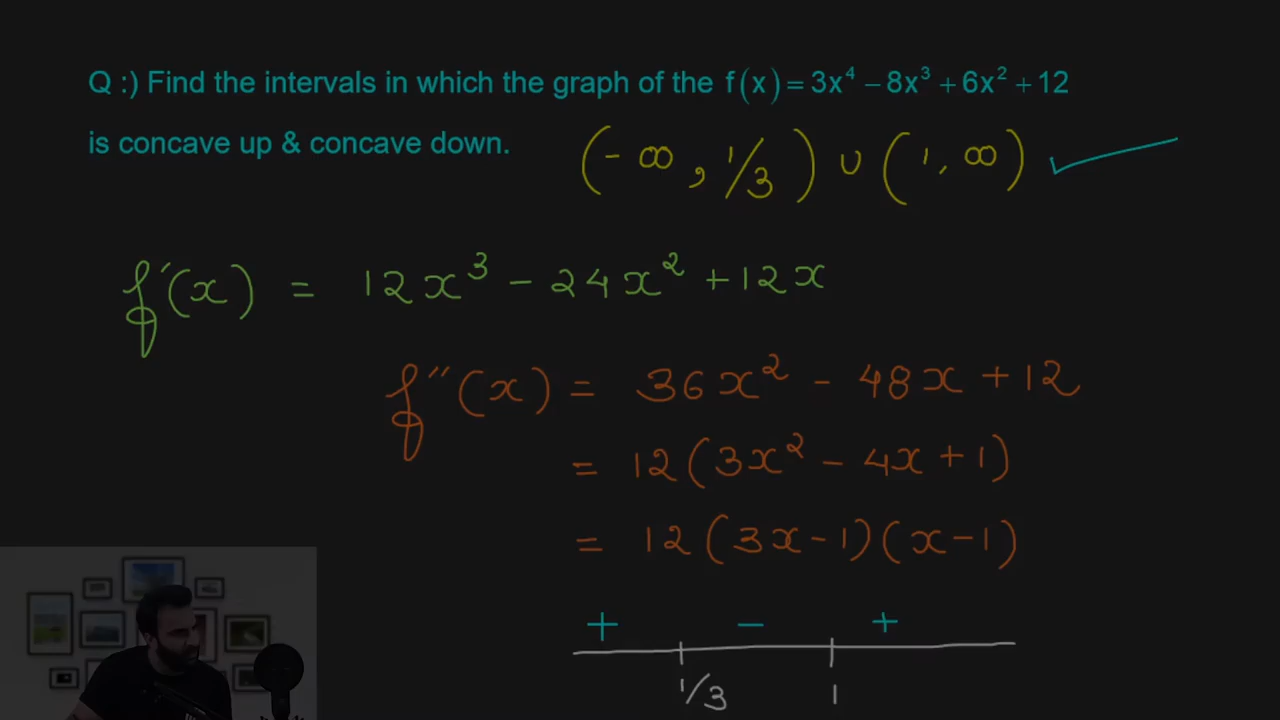 Q :) Find the intervals in which the graph of the f(x) = 3x⁴ − 8x³ + 6x² + 12
is concave up & concave down.
(-∞, 1/3) ∪ (1, ∞)
f'(x) = 12x³ - 24x² + 12x
f''(x) = 36x² - 48x + 12
= 12(3x² - 4x + 1)
= 12(3x-1)(x-1)
+ - +
1/3 1